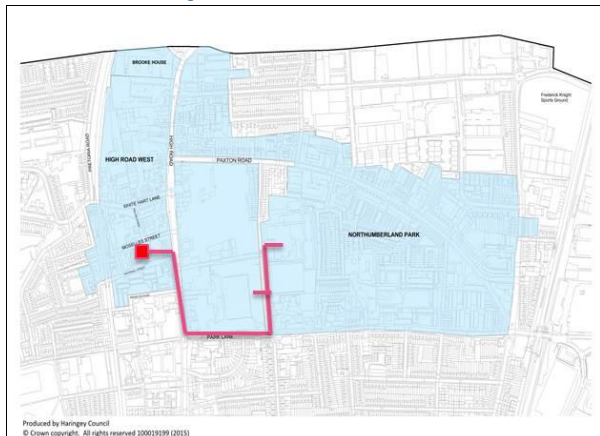 BROOKE HOUSE
Frederick Knight
Sports Ground
HIGH ROAD
HIGH ROAD WEST
PAXTON ROAD
WHITE HART LANE
NORTHUMBERLAND PARK
MOSELLE STREET
PARK LANE
Produced by Haringey Council
© Crown copyright. All rights reserved 100019199 (2015)